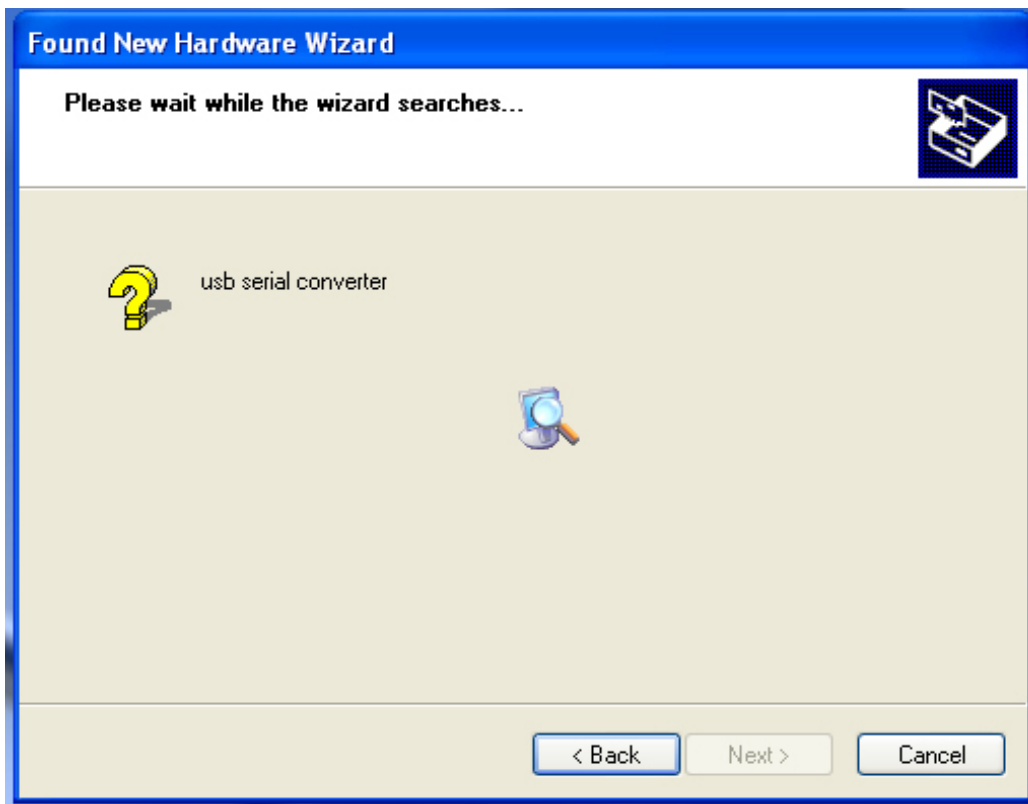 Found New Hardware Wizard
Please wait while the wizard searches...
usb serial converter
< Back
Next >
Cancel